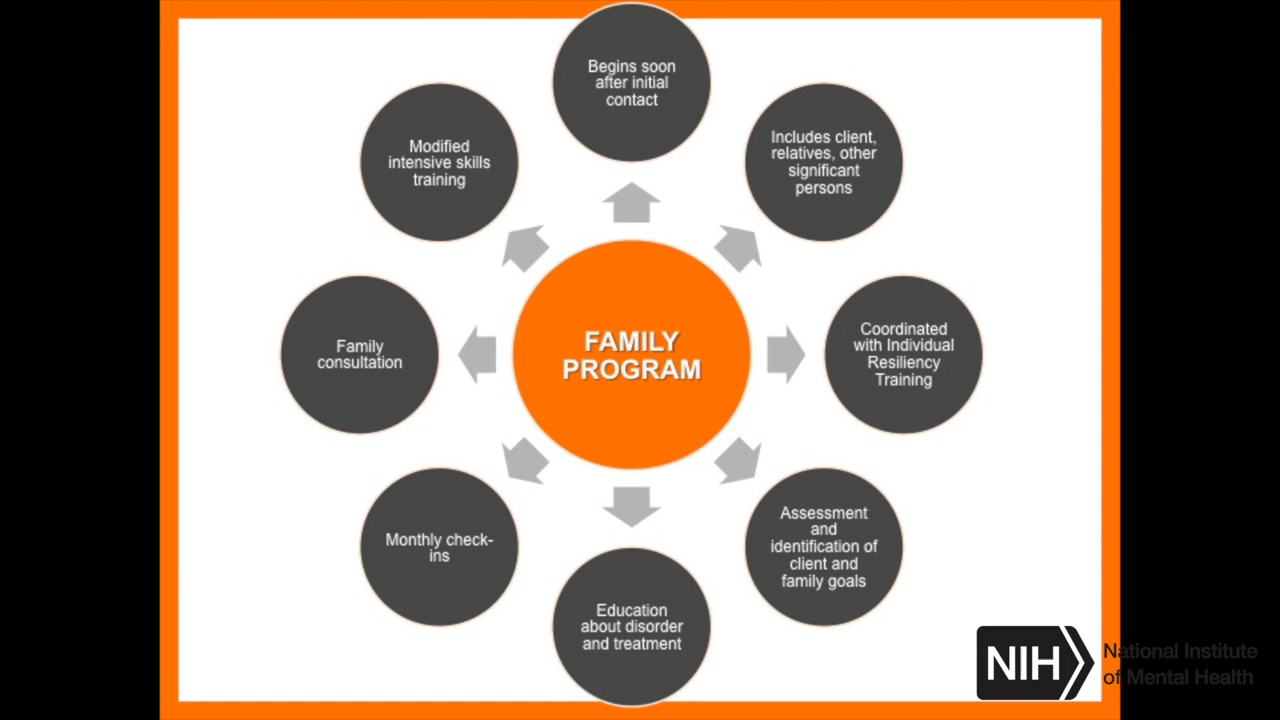 Begins soon
after initial
contact
Includes client,
relatives, other
significant
persons
Coordinated
with Individual
Resiliency
Training
Assessment
and
identification of
client and
family goals
Education
about disorder
and treatment
Monthly check-
ins
Family
consultation
Modified
intensive skills
training
FAMILY
PROGRAM
NIH
National Institute
of Mental Health